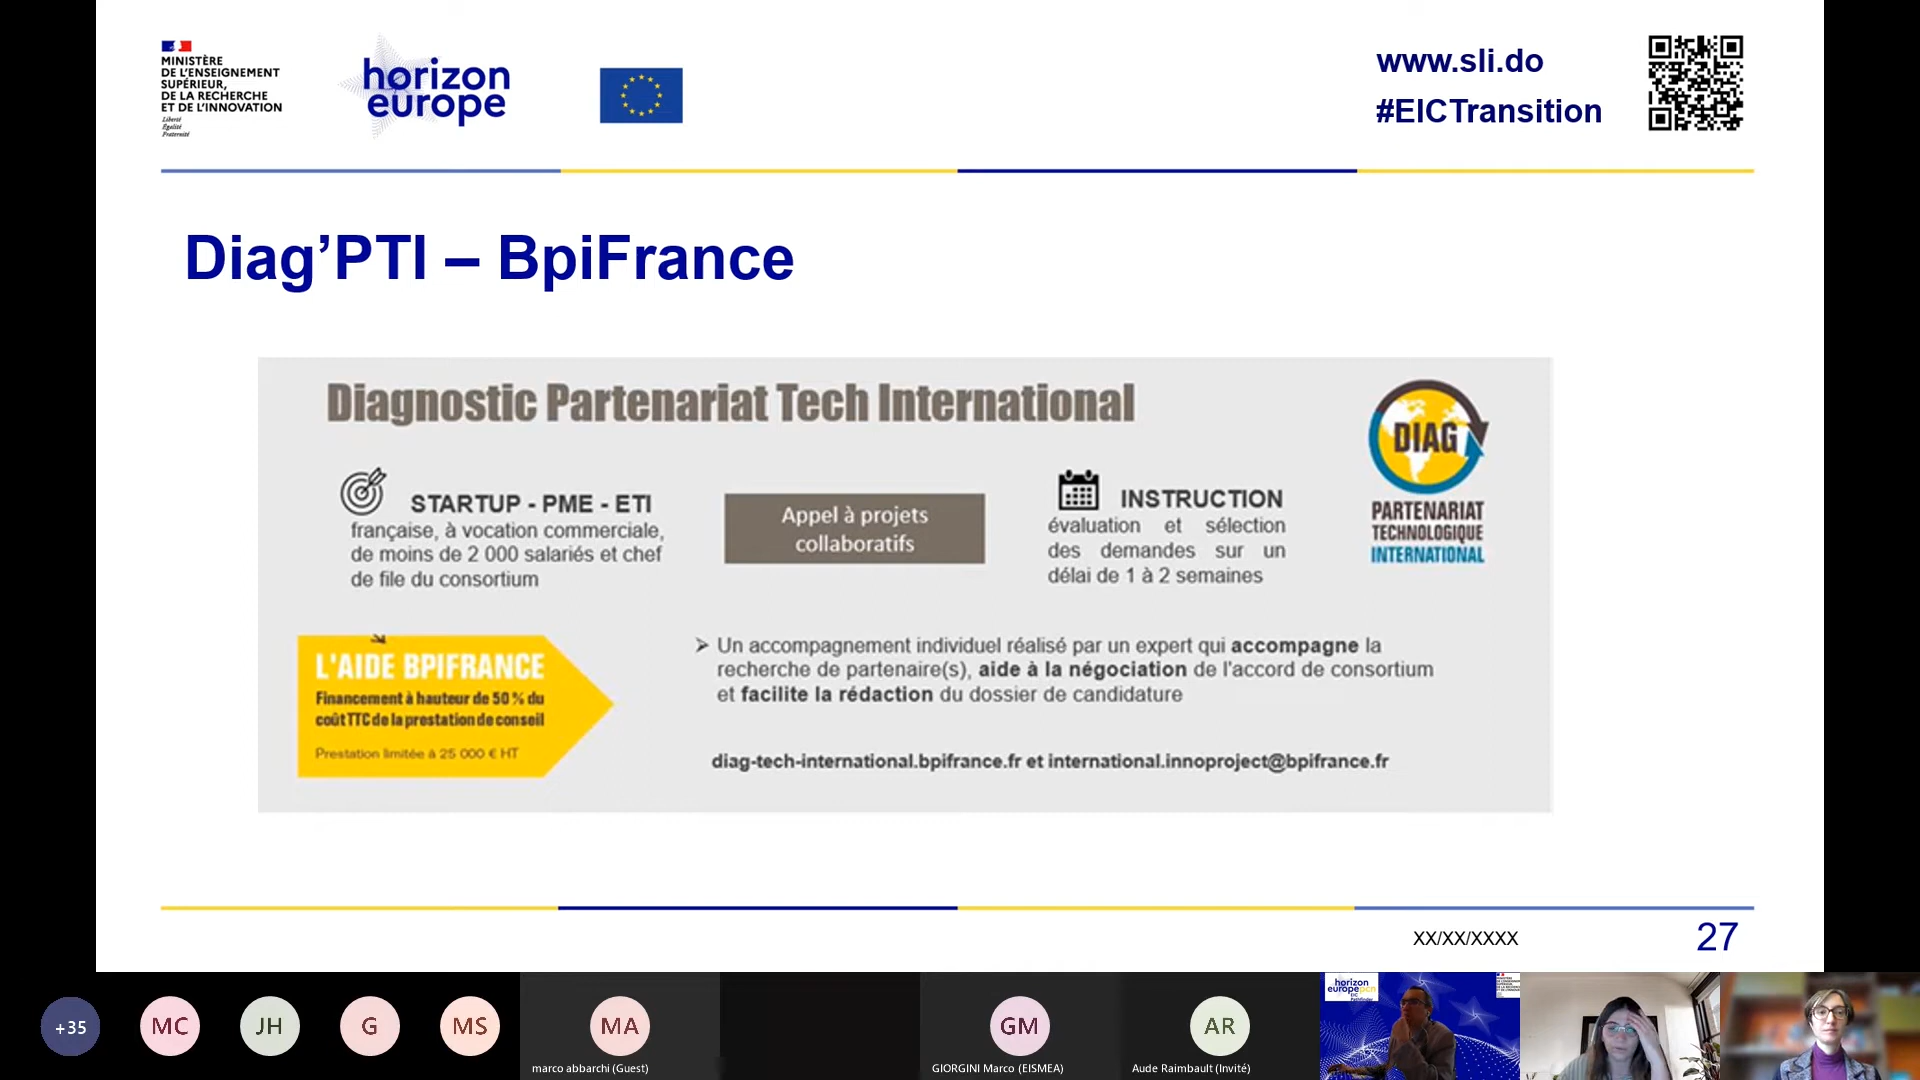 MINISTÈRE
DE L'ENSEIGNEMENT
SUPÉRIEUR,
DE LA RECHERCHE
ET DE L'INNOVATION
Liberté
Égalité
Fraternité
horizon
europe
www.sli.do
#EICTransition
Diag’PTI – BpiFrance
Diagnostic Partenariat Tech International
STARTUP - PME - ETI
française, à vocation commerciale,
de moins de 2 000 salariés et chef
de file du consortium
Appel à projets
collaboratifs
INSTRUCTION
évaluation et sélection
des demandes sur un
délai de 1 à 2 semaines
DIAG
PARTENARIAT
TECHNOLOGIQUE
INTERNATIONAL
L'AIDE BPIFRANCE
Financement à hauteur de 50 % du
coût TTC de la prestation de conseil
Prestation limitée à 25 000 € HT
➢ Un accompagnement individuel réalisé par un expert qui accompagne la
recherche de partenaire(s), aide à la négociation de l'accord de consortium
et facilite la rédaction du dossier de candidature
diag-tech-international.bpifrance.fr et international.innoproject@bpifrance.fr
XX/XX/XXXX
27
+35
MC
JH
G
MS
MA
marco abbarchi (Guest)
GM
GIORGINI Marco (EISMEA)
AR
Aude Raimbault (Invité)
horizon
europepcn
EIC
Pathfinder